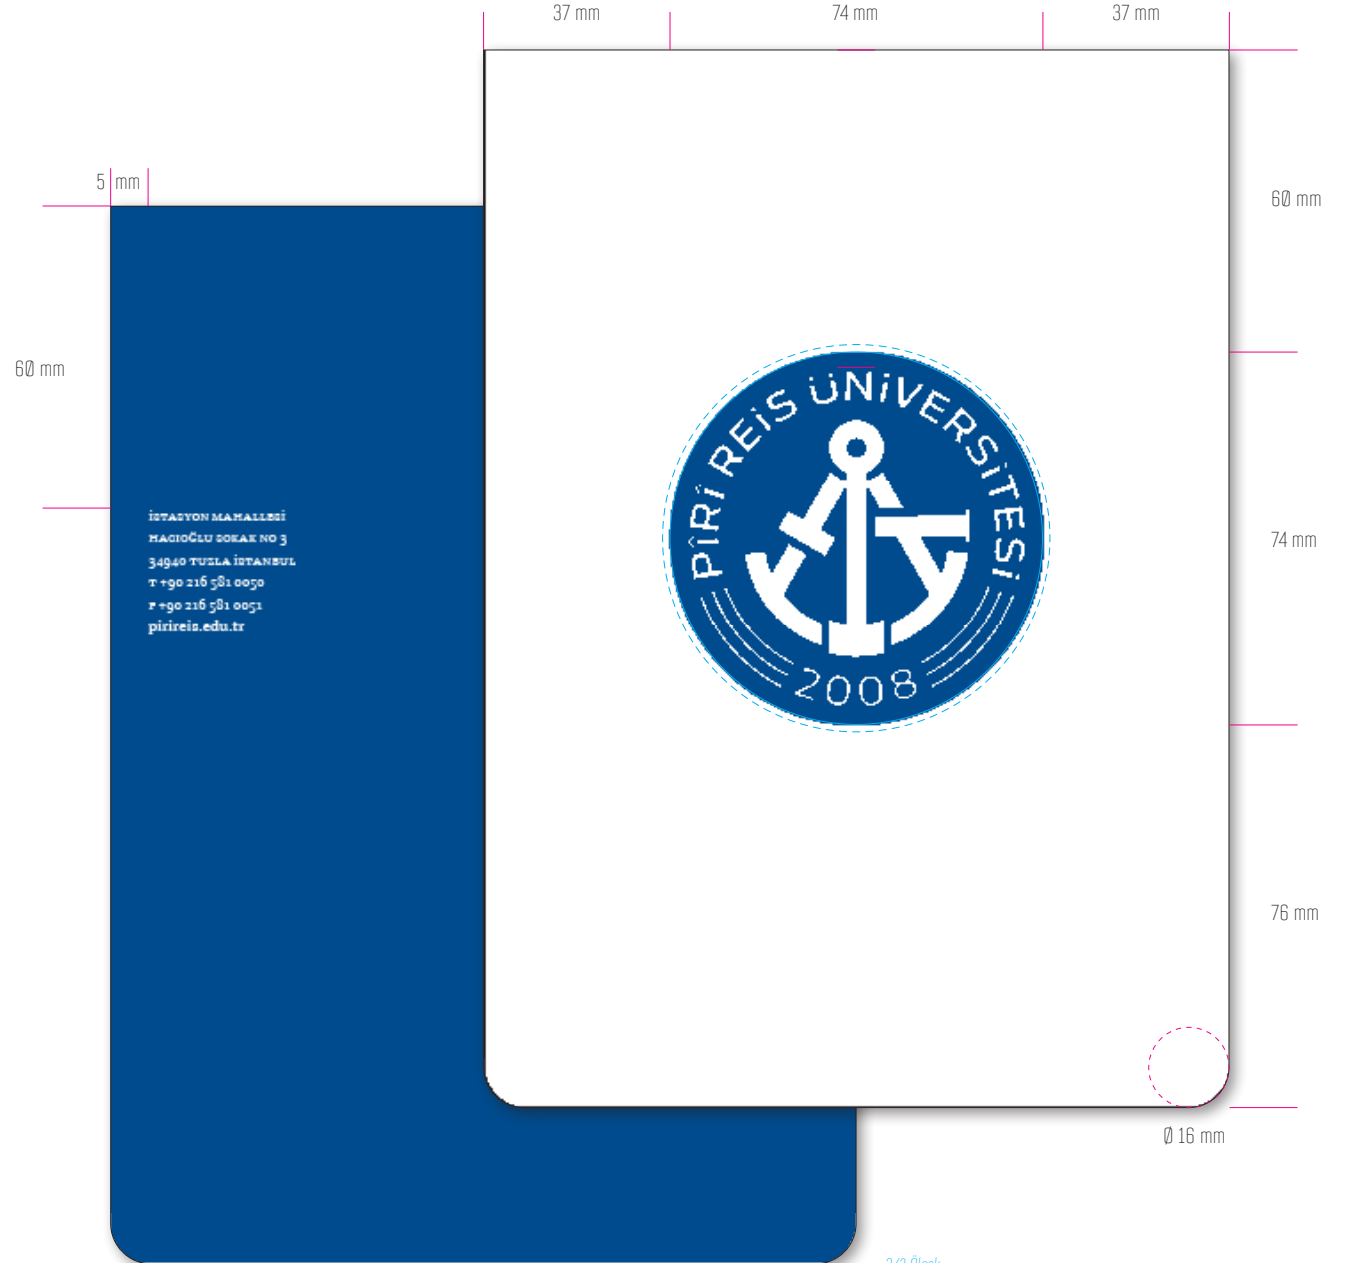 37 mm
74 mm
37 mm
5 mm
60 mm
60 mm
PÎRÎ REİS ÜNİVERSİTESİ
2008
74 mm
İSTASYON MAHALLESİ
HACIOĞLU SOKAK NO 3
34940 TUZLA İSTANBUL
T +90 216 581 0050
F +90 216 581 0051
pirireis.edu.tr
76 mm
Ø 16 mm